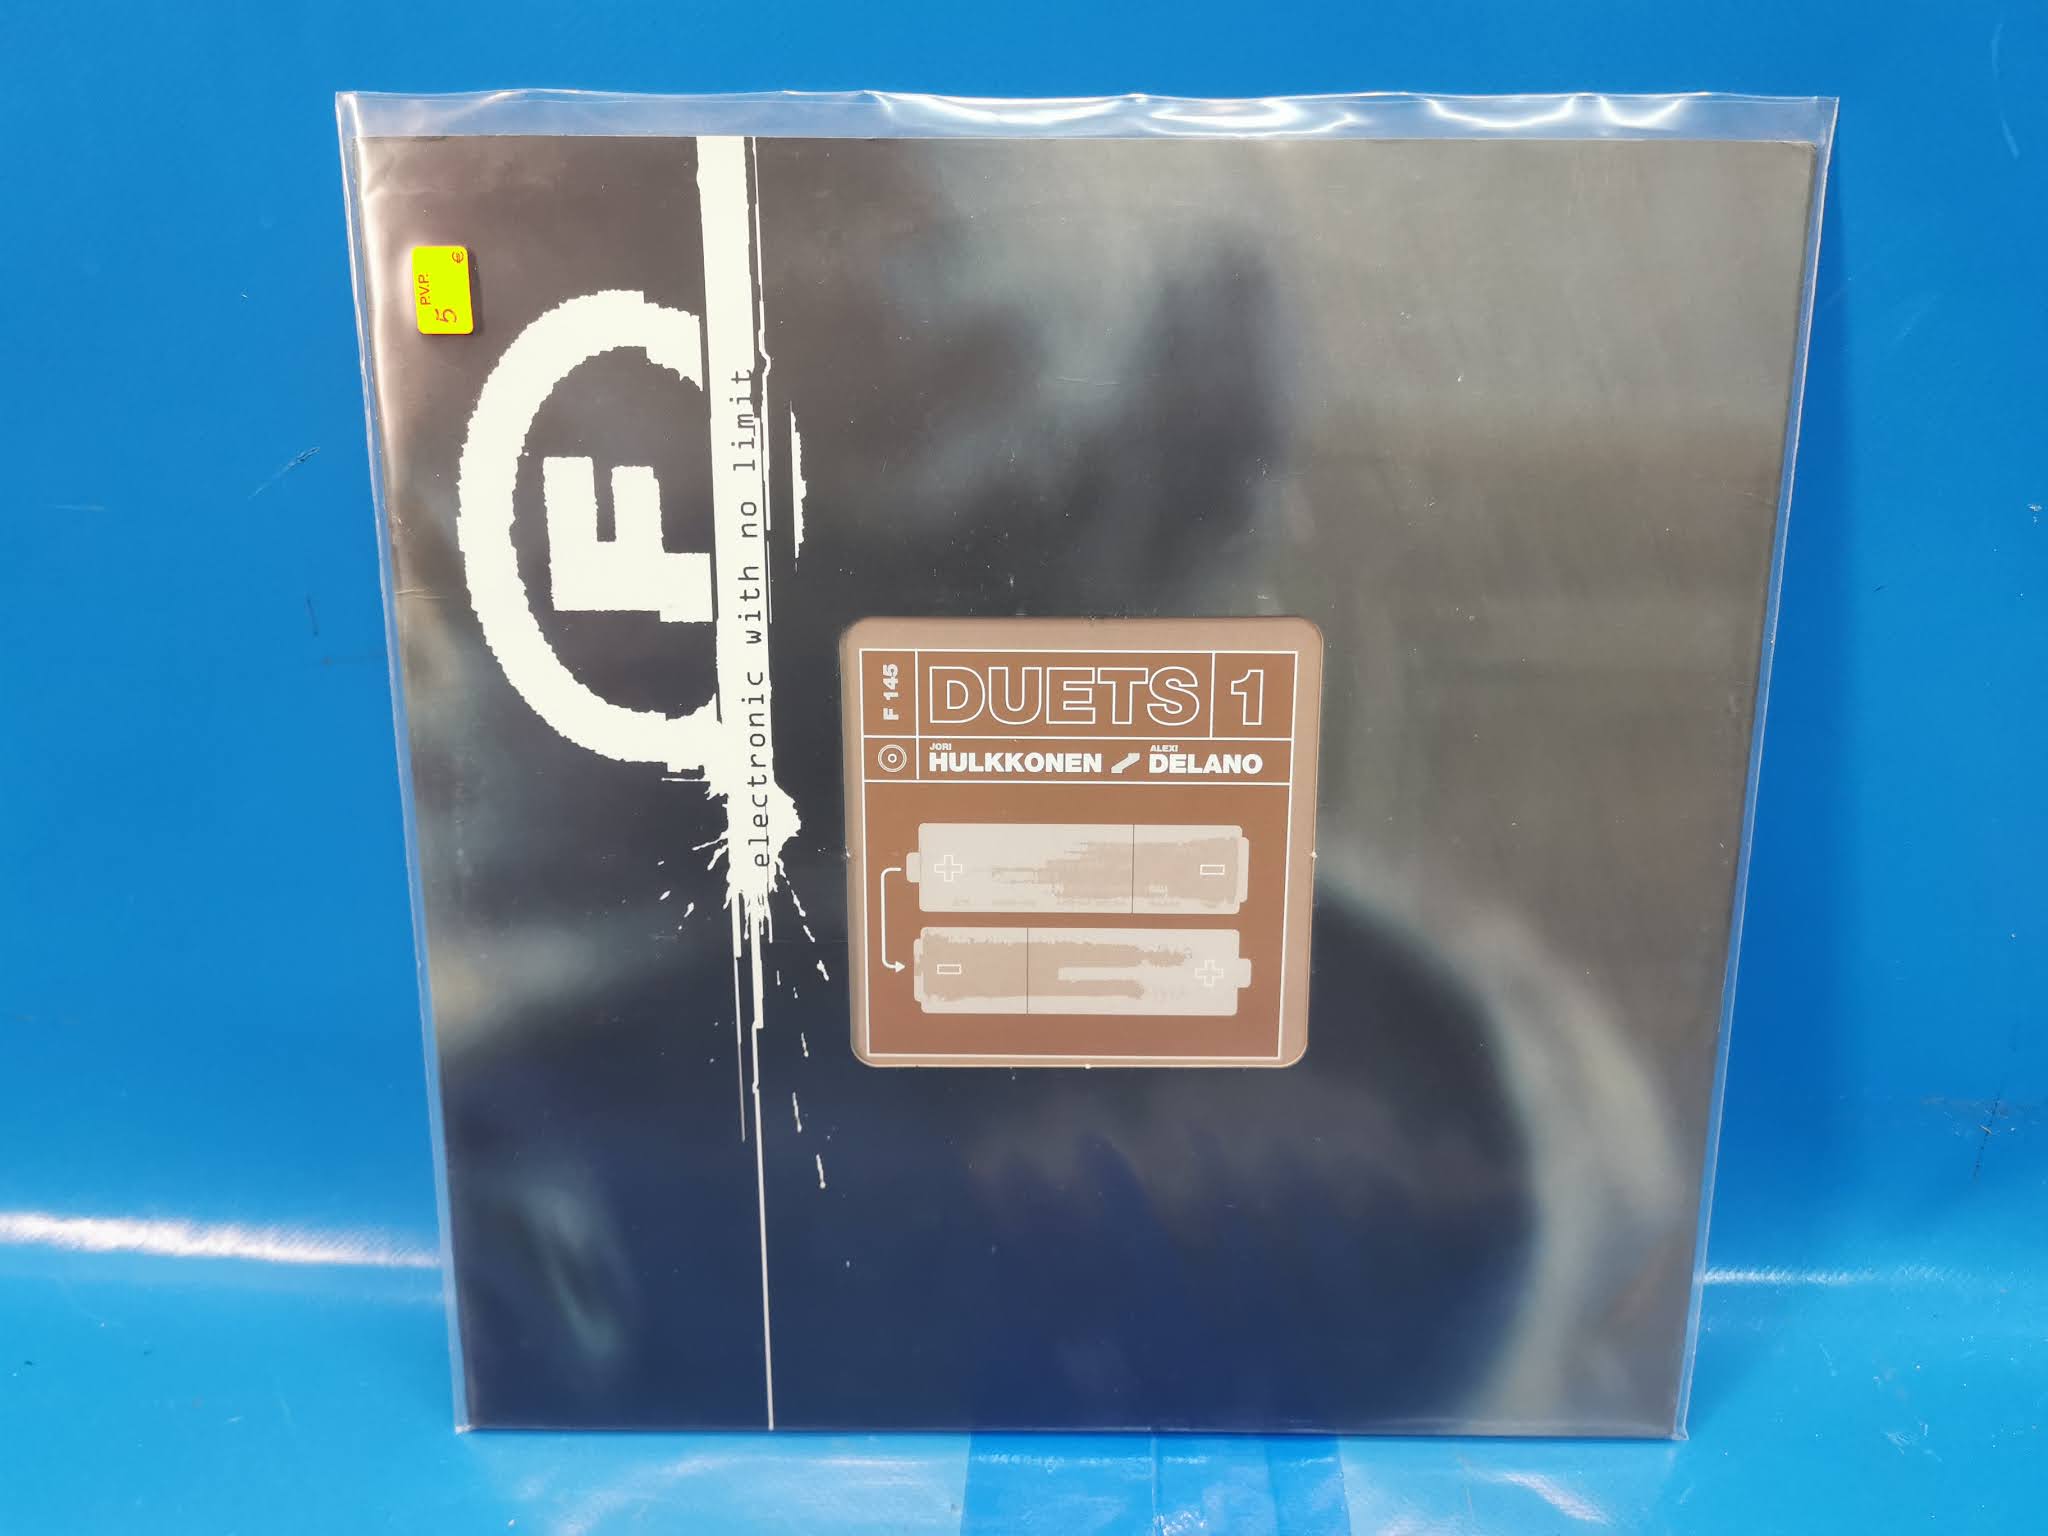 P.V.P. €
5
F
electronic with no limit
F 145
DUETS 1
JORI
HULKKONEN
ALEXI
DELANO